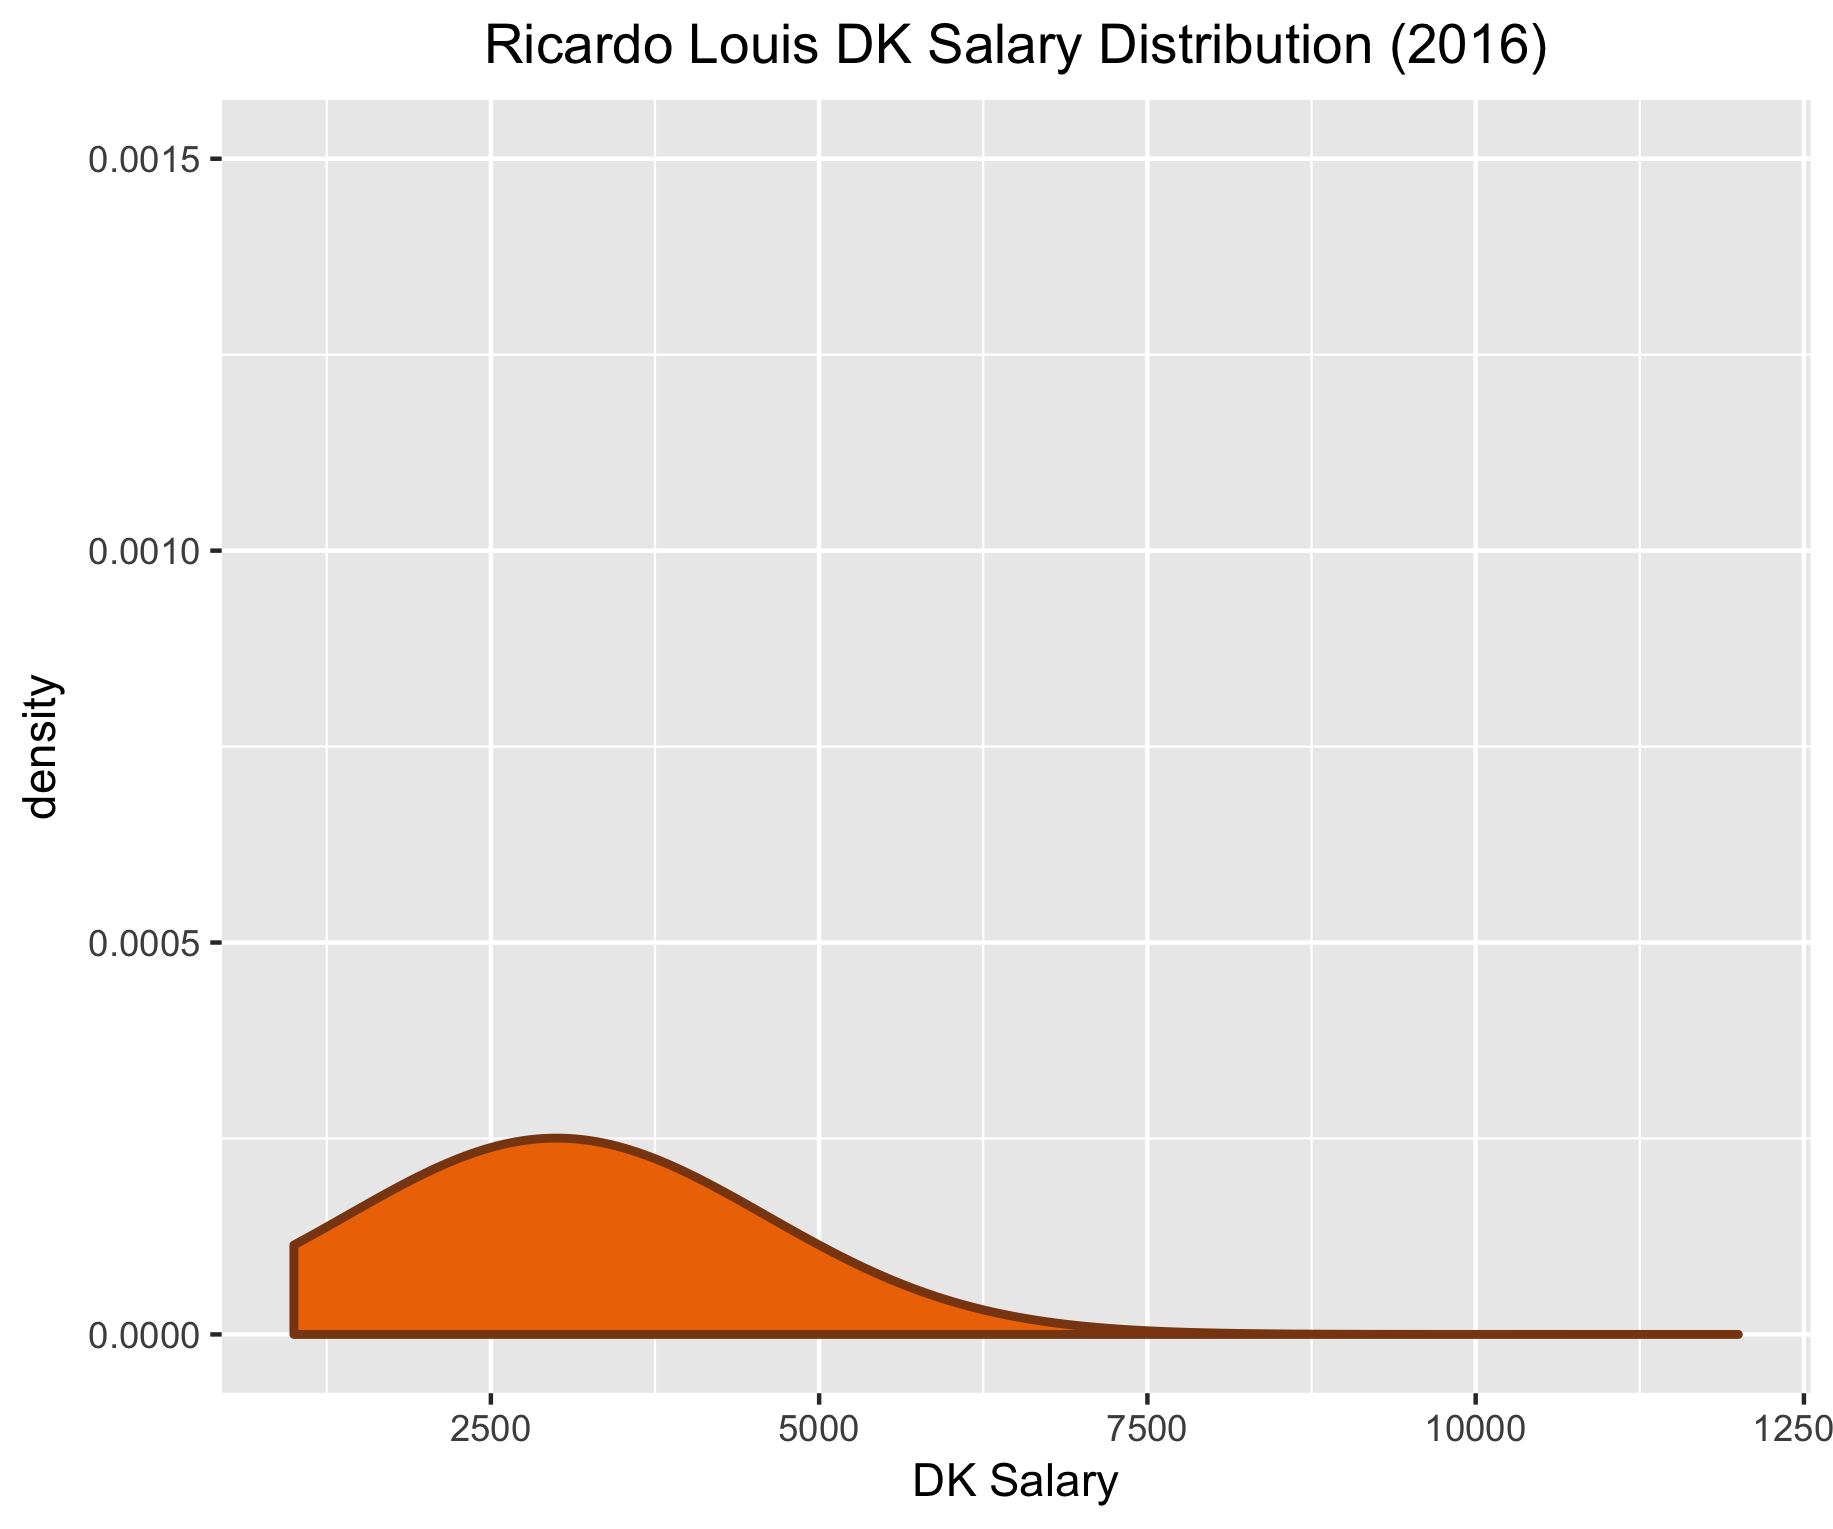 Ricardo Louis DK Salary Distribution (2016)
density
0.0015
0.0010
0.0005
0.0000
2500 5000 7500 10000 1250
DK Salary